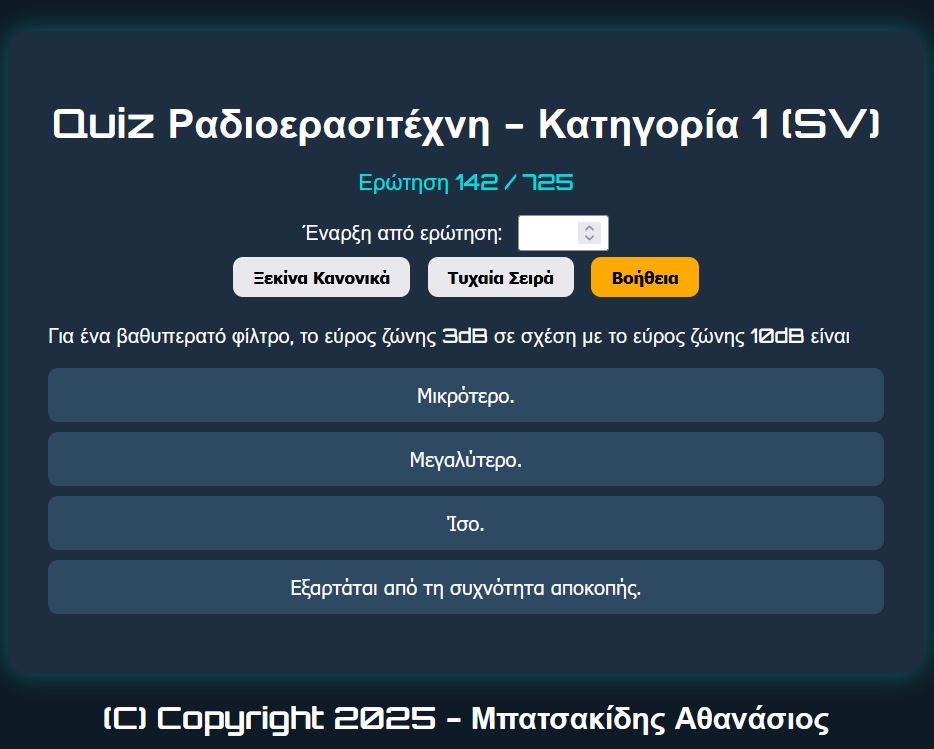 Quiz Ραδιοερασιτέχνη - Κατηγορία 1 (SV)
Ερώτηση 142 / 725
Έναρξη από ερώτηση:
Ξεκίνα Κανονικά Τυχαία Σειρά Βοήθεια
Για ένα βαθυπερατό φίλτρο, το εύρος ζώνης 3dB σε σχέση με το εύρος ζώνης 10dB είναι
Μικρότερο.
Μεγαλύτερο.
Ίσο.
Εξαρτάται από τη συχνότητα αποκοπής.
(C) Copyright 2025 - Μπατσακίδης Αθανάσιος